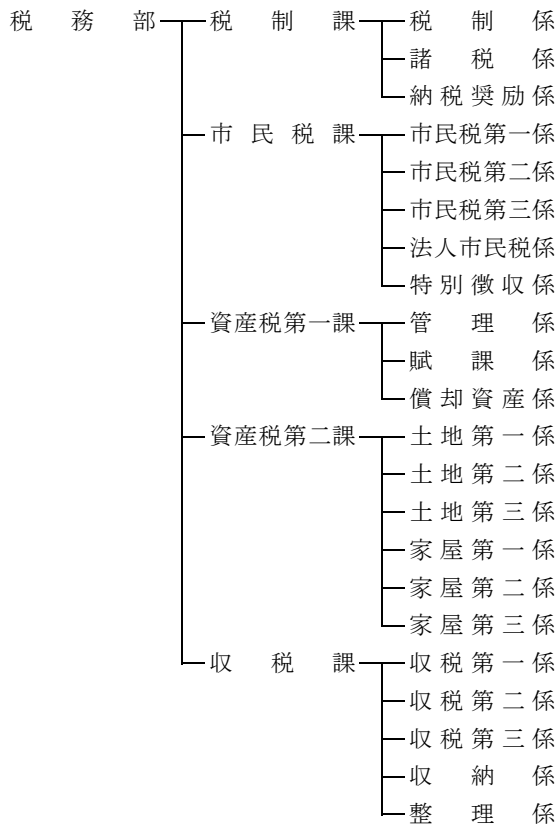 税務部 税制課 税制係
諸税係
納税奨励係
市民税課 市民税第一係
市民税第二係
市民税第三係
法人市民税係
特別徴収係
資産税第一課 管理係
賦課係
償却資産係
資産税第二課 土地第一係
土地第二係
土地第三係
家屋第一係
家屋第二係
家屋第三係
収税課 収税第一係
収税第二係
収税第三係
収納係
整理係